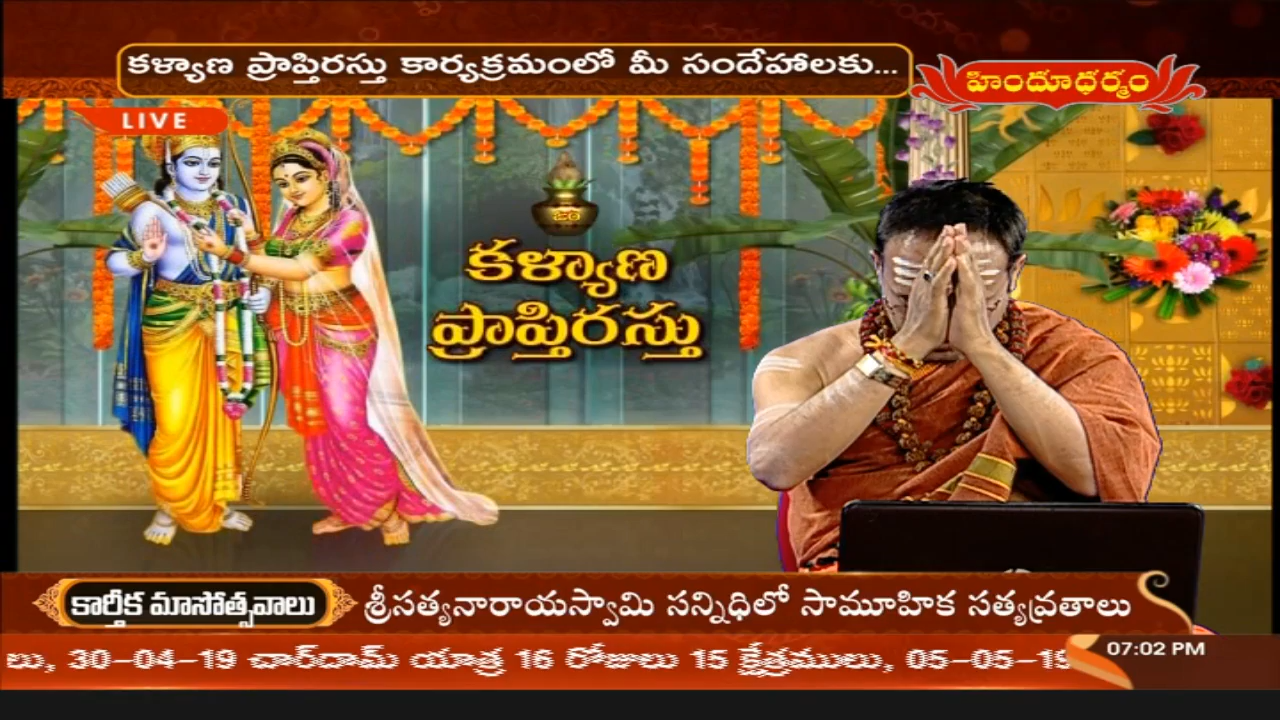 కళ్యాణ ప్రాప్తిరస్తు కార్యక్రమంలో మీ సందేహాలకు...
హిందూధర్మం
LIVE
కళ్యాణ
ప్రాప్తిరస్తు
కార్తీక మాసోత్సవాలు
శ్రీసత్యనారాయస్వామి సన్నిధిలో సామూహిక సత్యవ్రతాలు
లు, 30-04-19 చార్‌దామ్ యాత్ర 16 రోజులు 15 క్షేత్రములు, 05-05-19
07:02 PM